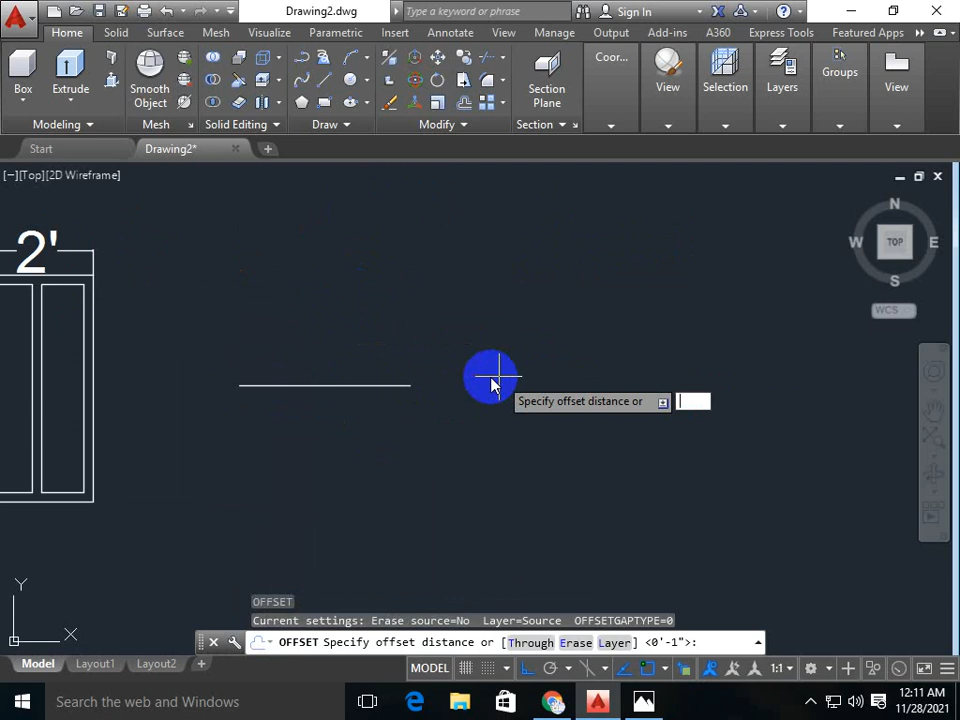 Drawing2.dwg
Type a keyword or phrase
Sign In
Home Solid Surface Mesh Visualize Parametric Insert Annotate View Manage Output Add-ins A360 Express Tools Featured Apps
Box
Extrude
Smooth
Object
Section
Plane
Coor...
View
Selection
Layers
Groups
View
Modeling
Mesh
Solid Editing
Draw
Modify
Section
Start
Drawing2*
[−][Top][2D Wireframe]
2'
N
W
TOP
E
S
WCS
Specify offset distance or
Y
X
OFFSET
Current settings: Erase source=No Layer=Source OFFSETGAPTYPE=0
OFFSET Specify offset distance or [Through Erase Layer] <0'-1">:
Model Layout1 Layout2
MODEL
1:1
Search the web and Windows
12:11 AM
11/28/2021